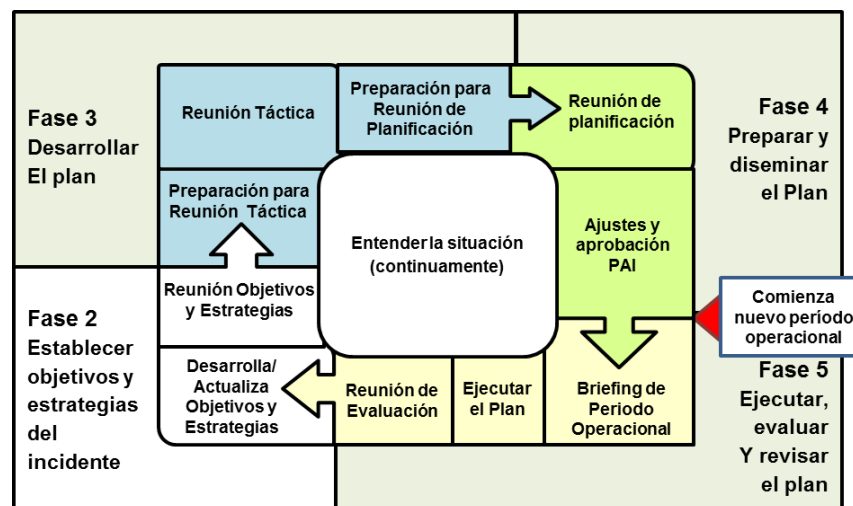 Fase 3
Desarrollar
El plan
Reunión Táctica
Preparación para
Reunión de
Planificación
Reunión de
planificación
Fase 4
Preparar y
diseminar
el Plan
Preparación para
Reunión Táctica
Entender la situación
(continuamente)
Ajustes y
aprobación
PAI
Reunión Objetivos
y Estrategias
Comienza
nuevo período
operacional
Fase 2
Establecer
objetivos y
estrategias
del
incidente
Desarrolla/
Actualiza
Objetivos y
Estrategias
Reunión de
Evaluación
Ejecutar
el Plan
Briefing de
Periodo
Operacional
Fase 5
Ejecutar,
evaluar
Y revisar
el plan